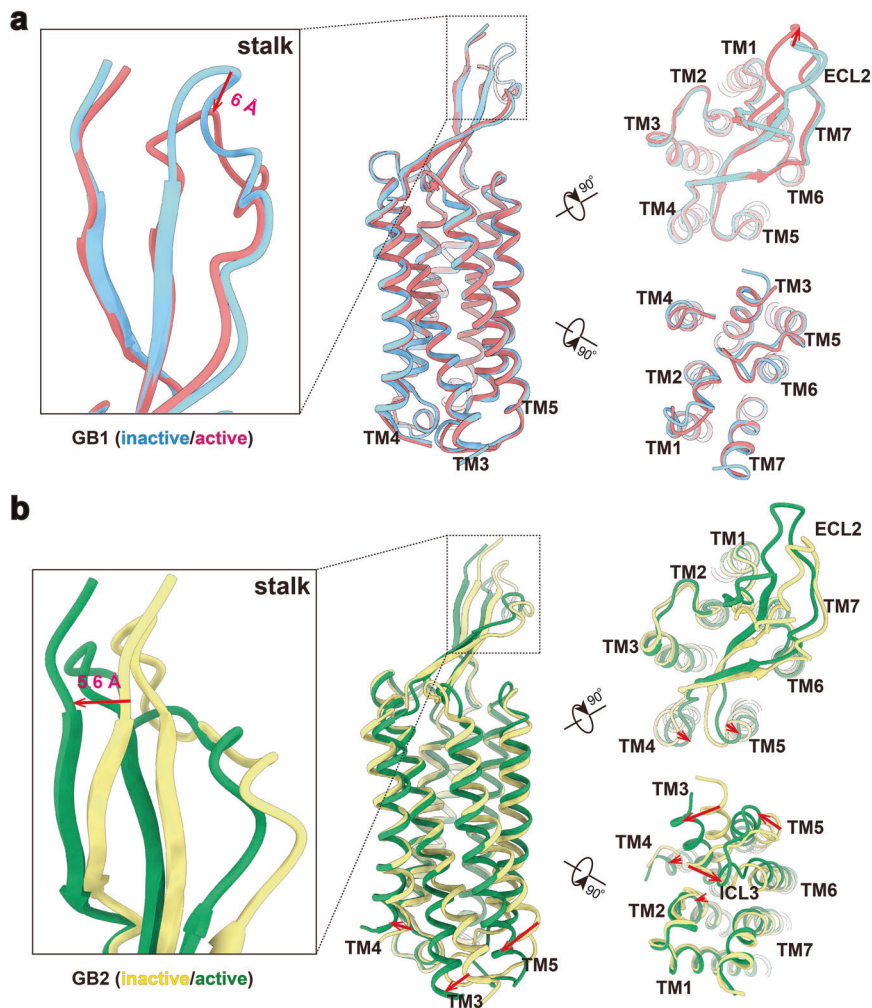 a
stalk
6 Å
GB1 (inactive/active)
TM5
TM4
TM3
TM1
TM2
ECL2
TM3
TM7
TM6
TM4
TM5
90°
90°
TM3
TM4
TM5
TM2
TM6
TM1
TM7
b
stalk
5.6 Å
GB2 (inactive/active)
TM4
TM5
TM3
ECL2
TM1
TM2
TM7
TM3
TM6
TM4
TM5
90°
90°
TM3
TM5
TM4
TM6
ICL3
TM2
TM7
TM1